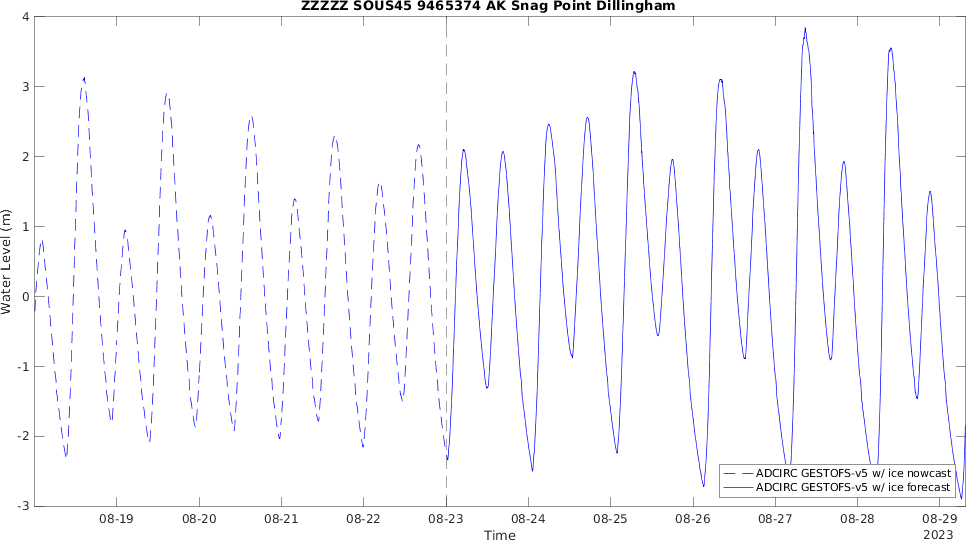 ZZZZZ SOUS45 9465374 AK Snag Point Dillingham
Water Level (m)
4
3
2
1
0
-1
-2
-3
08-19 08-20 08-21 08-22 08-23 08-24 08-25 08-26 08-27 08-28 08-29
2023
Time
ADCIRC GESTOFS-v5 w/ ice nowcast
ADCIRC GESTOFS-v5 w/ ice forecast